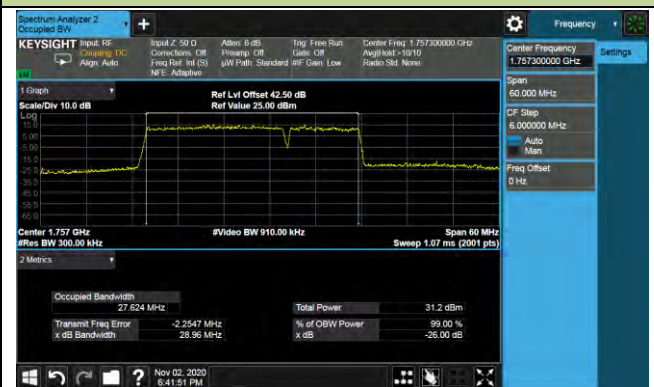 Spectrum Analyzer 2
Occupied BW
+
Frequency
KEYSIGHT Input: RF
Coupling: DC
Align: Auto
Input Z: 50 Ω
Corrections: Off
Freq Ref: Int (S)
NFE: Adaptive
Atten: 6 dB
Preamp: Off
µW Path: Standard
Trig: Free Run
Gate: Off
#IF Gain: Low
Center Freq: 1.757300000 GHz
Avg|Hold:>10/10
Radio Std: None
Center Frequency
1.757300000 GHz
Settings
Span
60.000 MHz
CF Step
6.000000 MHz
Auto
Man
Freq Offset
0 Hz
1 Graph
Scale/Div 10.0 dB
Ref Lvl Offset 42.50 dB
Ref Value 25.00 dBm
Log
15.0
5.00
-5.00
-15.0
-25.0
-35.0
-45.0
-55.0
-65.0
Center 1.757 GHz
#Res BW 300.00 kHz
#Video BW 910.00 kHz
Span 60 MHz
Sweep 1.07 ms (2001 pts)
2 Metrics
Occupied Bandwidth
27.624 MHz
Total Power 31.2 dBm
Transmit Freq Error -2.2547 MHz
% of OBW Power 99.00 %
x dB Bandwidth 28.96 MHz
x dB -26.00 dB
?
Nov 02, 2020
6:41:51 PM